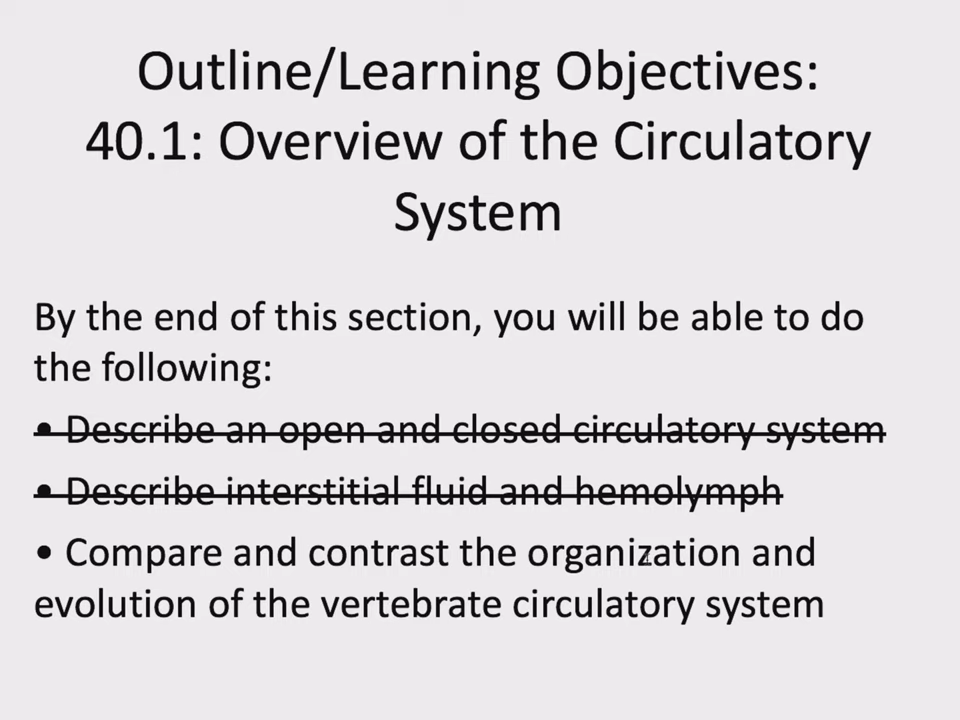 Outline/Learning Objectives:
40.1: Overview of the Circulatory
System
By the end of this section, you will be able to do
the following:
• Describe an open and closed circulatory system
• Describe interstitial fluid and hemolymph
• Compare and contrast the organization and
evolution of the vertebrate circulatory system